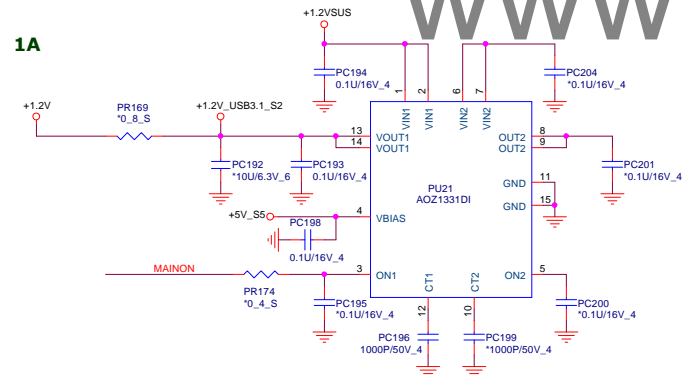 WWW
+1.2VSUS
1A
PC194
0.1U/16V_4
PC204
*0.1U/16V_4
1
2
6
7
VIN1
VIN1
VIN2
VIN2
+1.2V
PR169
*0_8_S
+1.2V_USB3.1_S2
13
14
VOUT1
VOUT1
OUT2
OUT2
8
9
PC192
*10U/6.3V_6
PC193
0.1U/16V_4
PC201
*0.1U/16V_4
PU21
AOZ1331DI
GND
GND
11
15
+5V_S5
4
VBIAS
PC198
0.1U/16V_4
MAINON
PR174
*0_4_S
3
ON1
CT1
CT2
ON2
5
PC195
*0.1U/16V_4
12
10
PC200
*0.1U/16V_4
PC196
1000P/50V_4
PC199
*1000P/50V_4